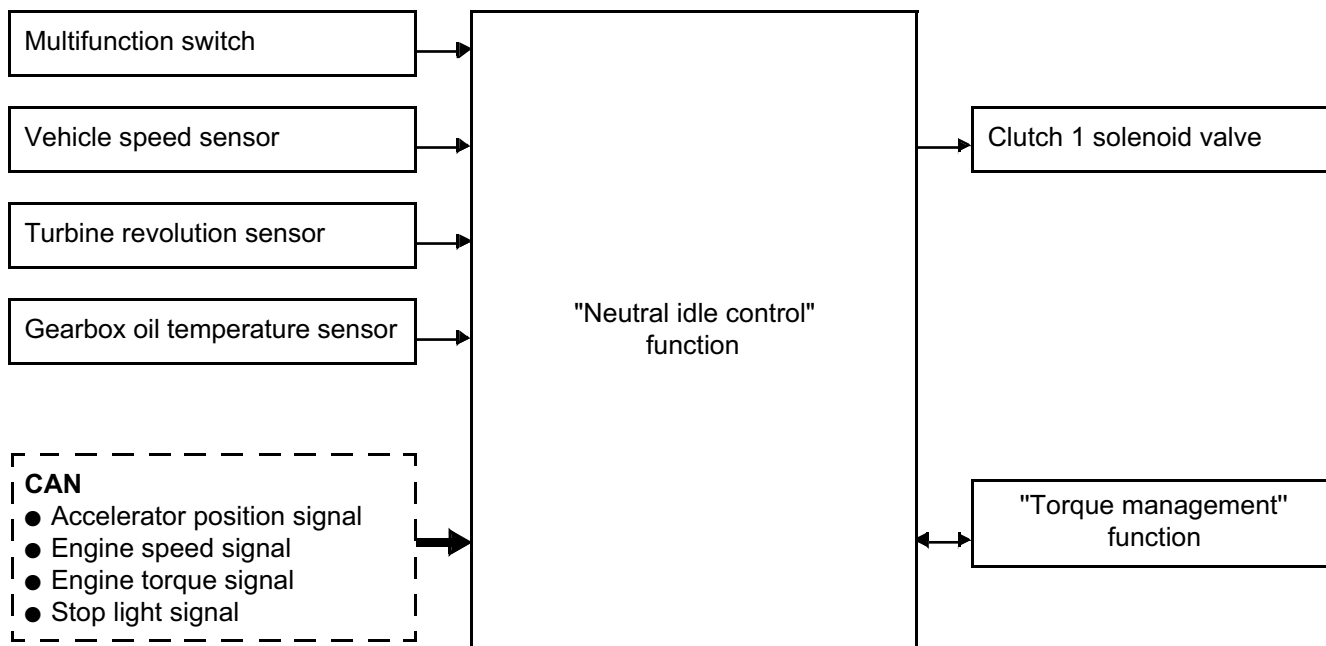 Multifunction switch
Vehicle speed sensor
Turbine revolution sensor
Gearbox oil temperature sensor
CAN
● Accelerator position signal
● Engine speed signal
● Engine torque signal
● Stop light signal
"Neutral idle control"
function
Clutch 1 solenoid valve
"Torque management"
function